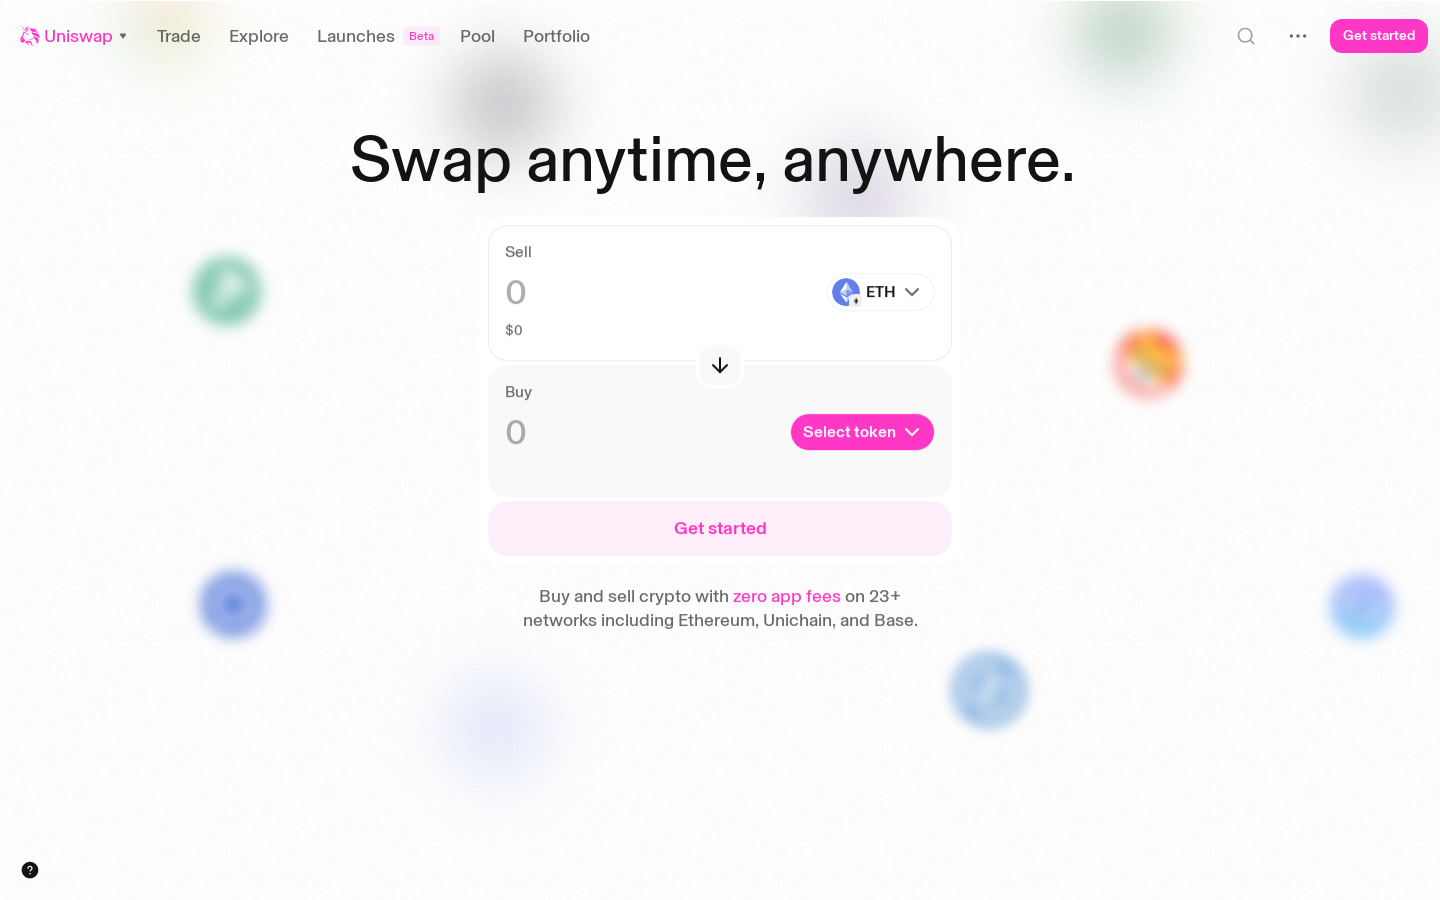 Uniswap Trade Explore Launches Beta Pool Portfolio Get started
Swap anytime, anywhere.
Sell
0
ETH
$0
Buy
0
Select token
Get started
Buy and sell crypto with zero app fees on 23+
networks including Ethereum, Unichain, and Base.
?